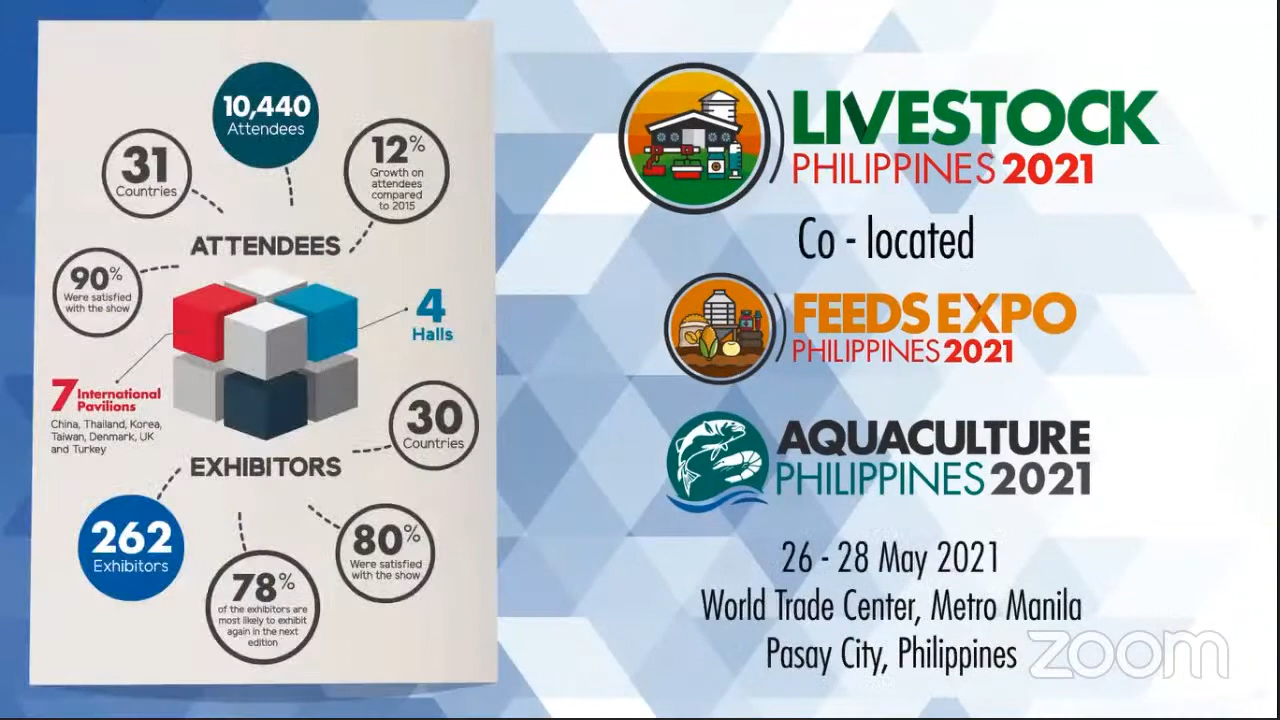 10,440
Attendees
31
Countries
12%
Growth on
attendees
compared
to 2015
ATTENDEES
90%
Were satisfied
with the show
4
Halls
7 International
Pavilions
China, Thailand, Korea,
Taiwan, Denmark, UK
and Turkey
30
Countries
EXHIBITORS
262
Exhibitors
80%
Were satisfied
with the show
78%
of the exhibitors are
most likely to exhibit
again in the next
edition
LIVESTOCK
PHILIPPINES 2021
Co - located
FEEDS EXPO
PHILIPPINES 2021
AQUACULTURE
PHILIPPINES 2021
26 - 28 May 2021
World Trade Center, Metro Manila
Pasay City, Philippines
zoom